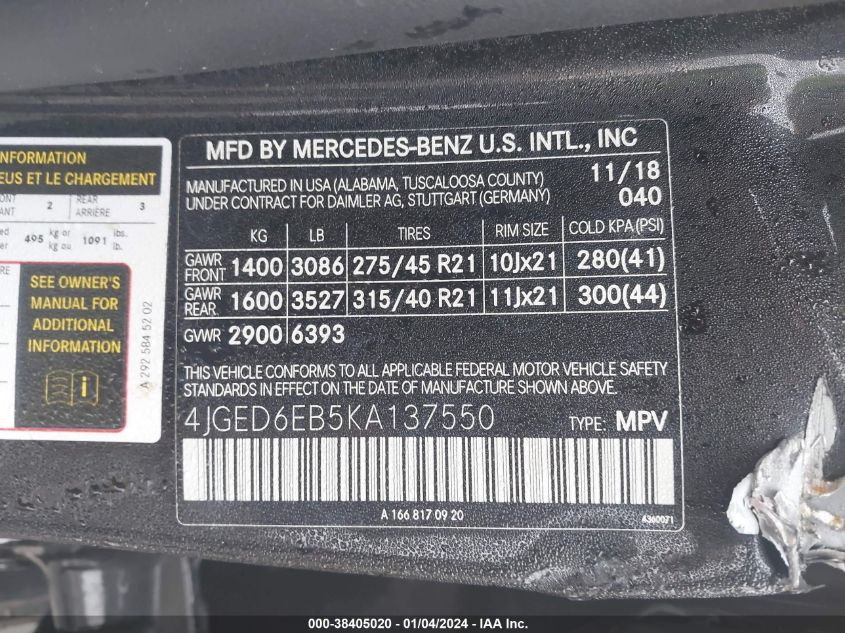 INFORMATION
EUS ET LE CHARGEMENT
2 REAR ARRIÈRE 3
495 kg or kg ou 1091 lbs. lb.
SEE OWNER'S
MANUAL FOR
ADDITIONAL
INFORMATION
A 292 584 52 02
MFD BY MERCEDES-BENZ U.S. INTL., INC
MANUFACTURED IN USA (ALABAMA, TUSCALOOSA COUNTY) 11/18
UNDER CONTRACT FOR DAIMLER AG, STUTTGART (GERMANY) 040
KG LB TIRES RIM SIZE COLD KPA(PSI)
GAWR FRONT 1400 3086 275/45 R21 10Jx21 280(41)
GAWR REAR 1600 3527 315/40 R21 11Jx21 300(44)
GVWR 2900 6393
THIS VEHICLE CONFORMS TO ALL APPLICABLE FEDERAL MOTOR VEHICLE SAFETY
STANDARDS IN EFFECT ON THE DATE OF MANUFACTURE SHOWN ABOVE.
4JGED6EB5KA137550 TYPE: MPV
A 166 817 09 20
4360071
000-38405020 - 01/04/2024 - IAA Inc.